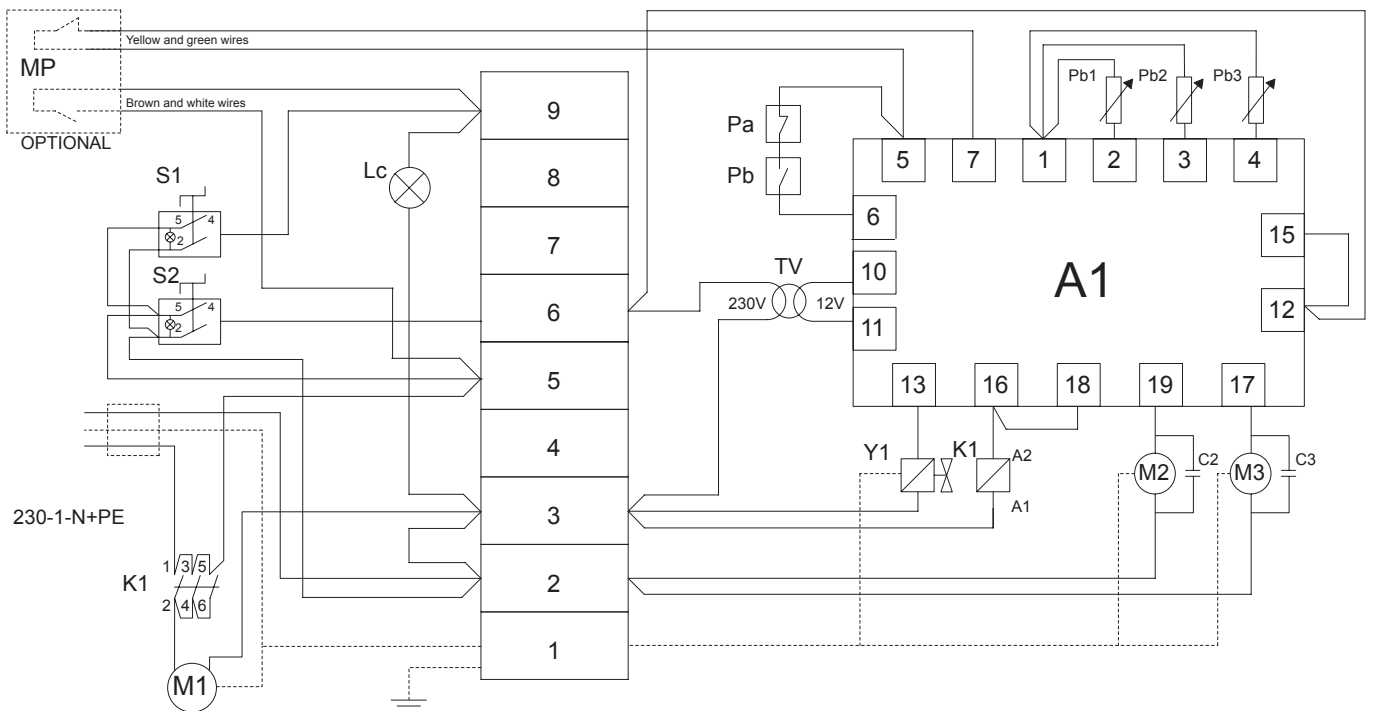 Yellow and green wires
MP
Brown and white wires
OPTIONAL
Pb1 Pb2 Pb3
9
8
7
6
5
4
3
2
1
Lc
S1
5 4
2
S2
5 4
2
Pa
Pb
5 7 1 2 3 4
6
10
11
15
12
A1
TV
230V 12V
13 16 18 19 17
Y1 K1 A2
A1
M2 C2 M3 C3
230-1-N+PE
K1
1 3 5
2 4 6
M1